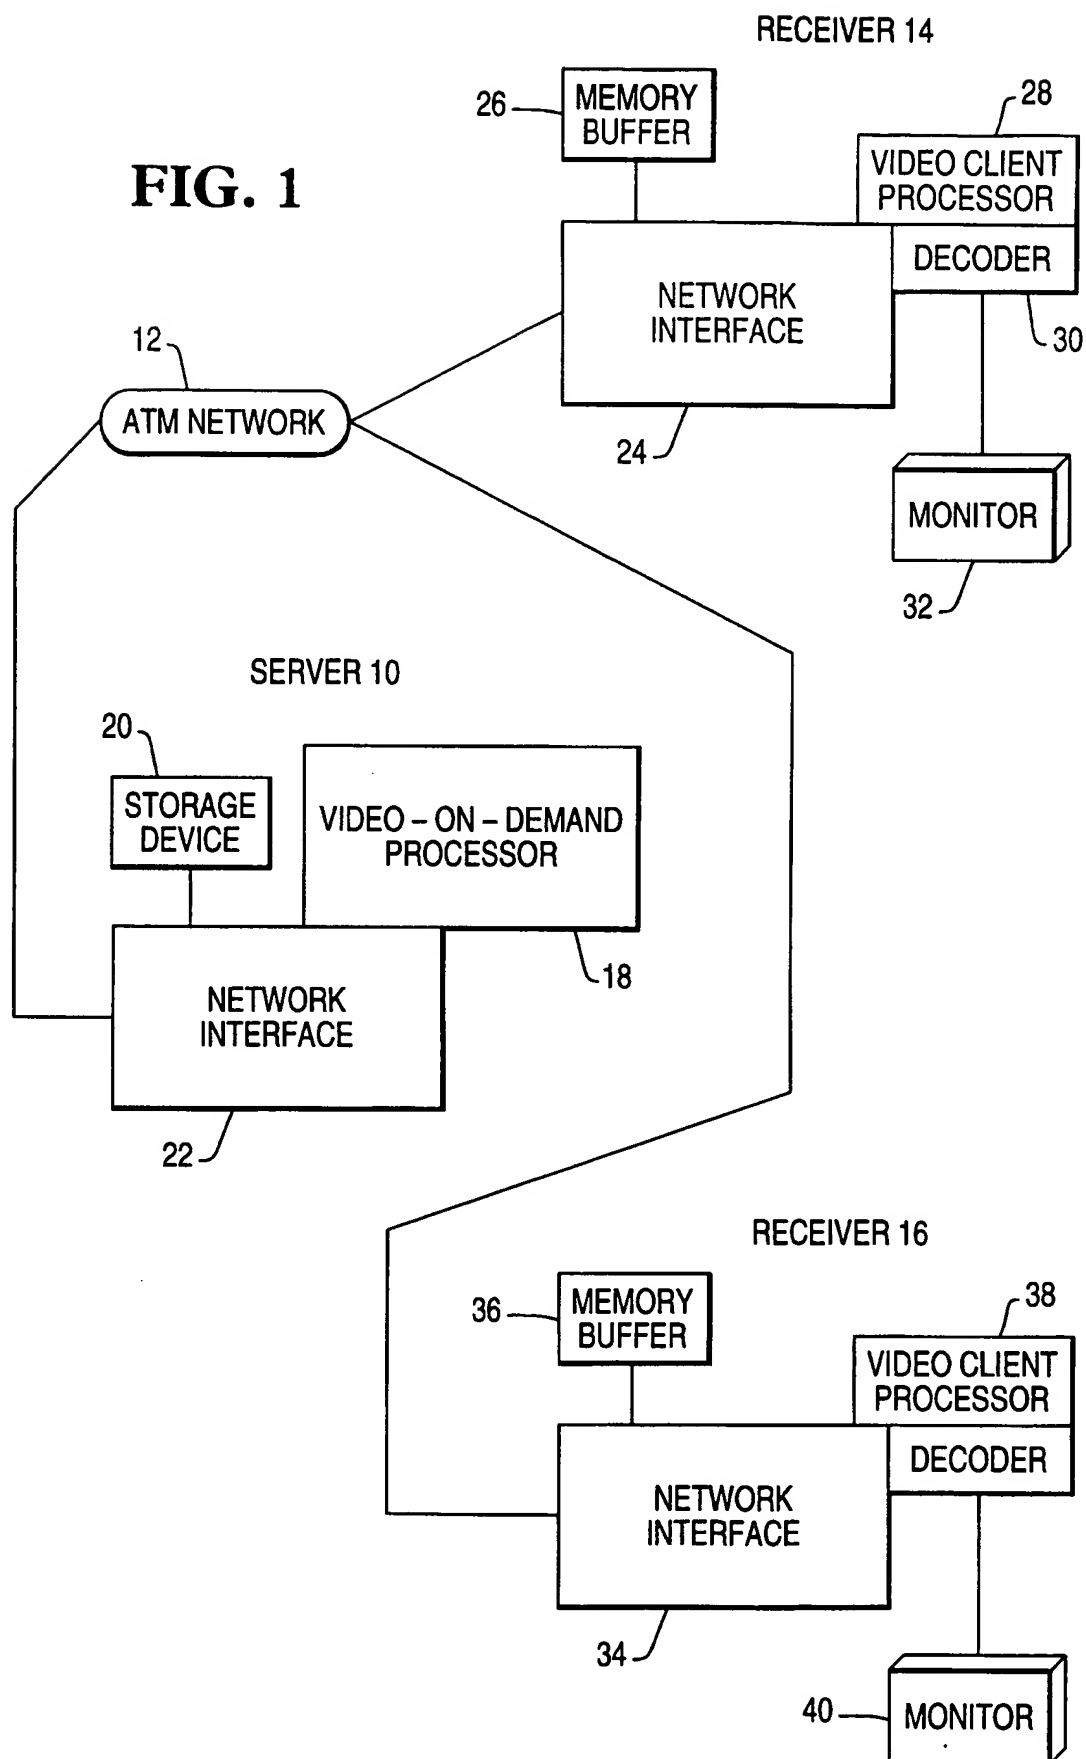 RECEIVER 14
26
MEMORY
BUFFER
28
VIDEO CLIENT
PROCESSOR
FIG. 1
DECODER
NETWORK
INTERFACE
30
12
ATM NETWORK
24
MONITOR
32
SERVER 10
20
STORAGE
DEVICE
VIDEO – ON – DEMAND
PROCESSOR
18
NETWORK
INTERFACE
22
RECEIVER 16
36
MEMORY
BUFFER
38
VIDEO CLIENT
PROCESSOR
DECODER
NETWORK
INTERFACE
34
40
MONITOR